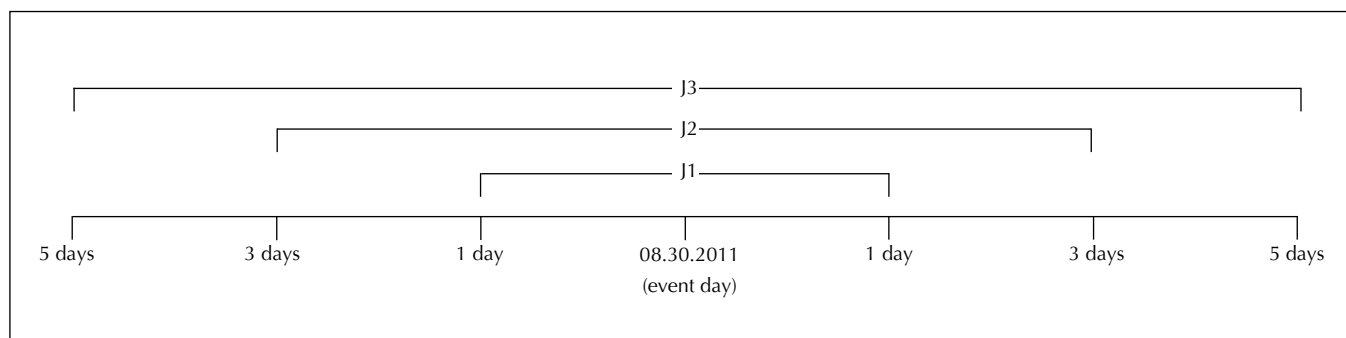 J3
J2
J1
5 days 3 days 1 day 08.30.2011 1 day 3 days 5 days
(event day)